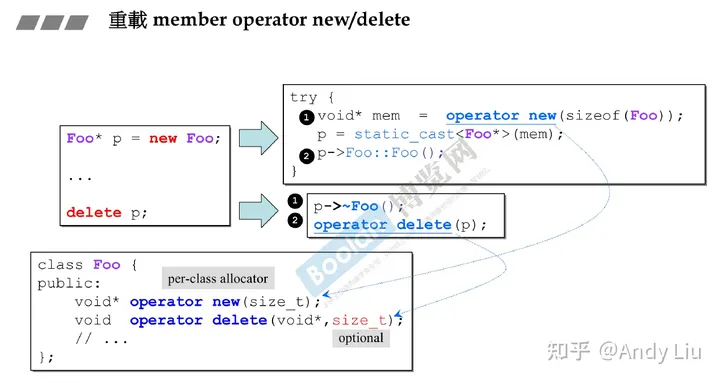 重載 member operator new/delete
Foo* p = new Foo;
...
delete p;
try {
❶ void* mem = operator new(sizeof(Foo));
p = static_cast<Foo*>(mem);
❷ p->Foo::Foo();
}
❶ p->~Foo();
❷ operator delete(p);
class Foo {
public:
per-class allocator
void* operator new(size_t);
void operator delete(void*,size_t);
optional
// ...
};
Boolan 博览网
知乎 @Andy Liu